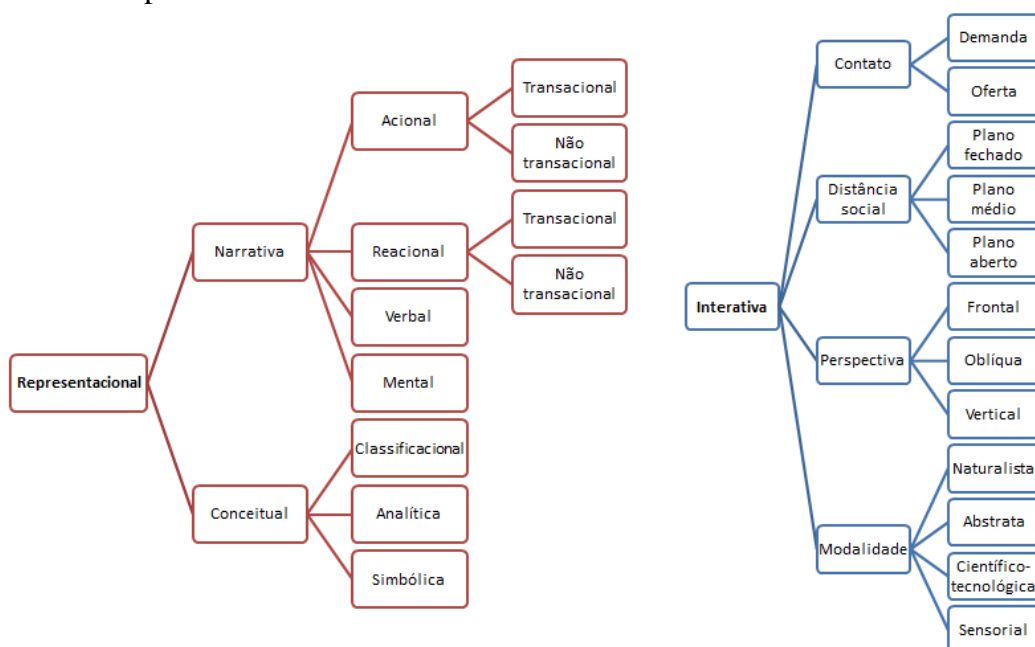 Representacional
Narrativa
Acional
Transacional
Não
transacional
Reacional
Transacional
Não
transacional
Verbal
Mental
Conceitual
Classificacional
Analítica
Simbólica
Interativa
Contato
Demanda
Oferta
Distância
social
Plano
fechado
Plano
médio
Plano
aberto
Perspectiva
Frontal
Oblíqua
Vertical
Modalidade
Naturalista
Abstrata
Científico-
tecnológica
Sensorial